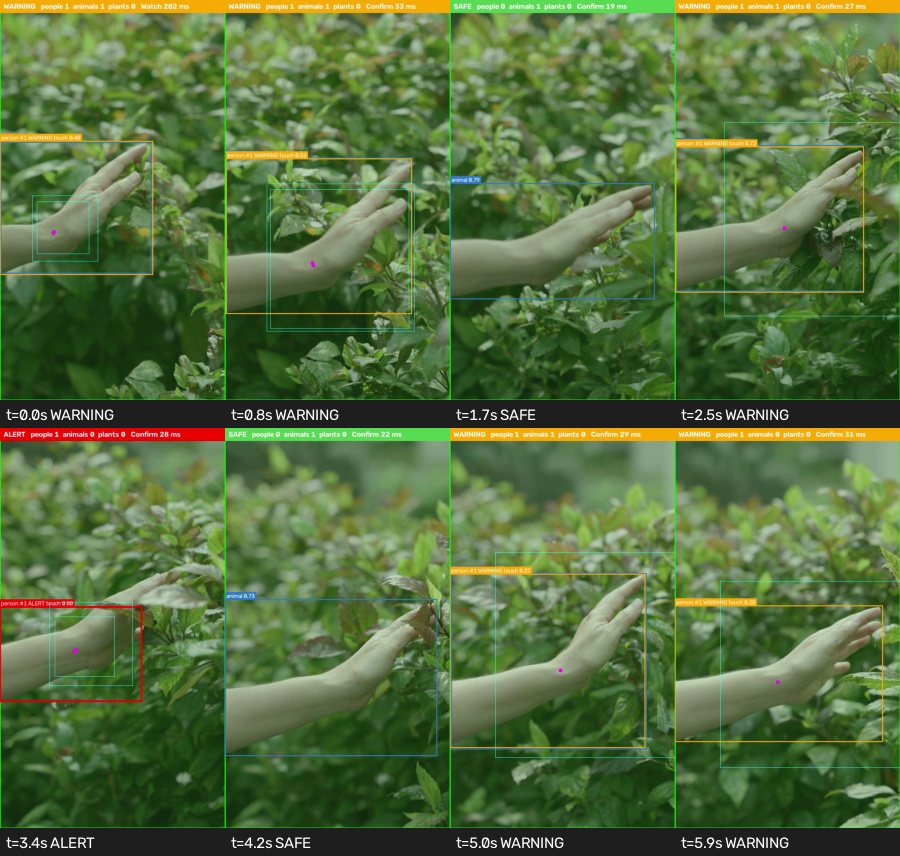 WARNING people 1 animals 1 plants 0 Watch 282 ms
person #1 WARNING touch 0.48
t=0.0s WARNING
WARNING people 1 animals 1 plants 0 Confirm 33 ms
person #1 WARNING touch 0.52
t=0.8s WARNING
SAFE people 0 animals 1 plants 0 Confirm 19 ms
animal 0.79
t=1.7s SAFE
WARNING people 1 animals 1 plants 0 Confirm 27 ms
person #1 WARNING touch 0.72
t=2.5s WARNING
ALERT people 1 animals 0 plants 0 Confirm 28 ms
person #1 ALERT touch 0.80
t=3.4s ALERT
SAFE people 0 animals 1 plants 0 Confirm 22 ms
animal 0.73
t=4.2s SAFE
WARNING people 1 animals 1 plants 0 Confirm 29 ms
person #1 WARNING touch
t=5.0s WARNING
WARNING people 1 animals 1 plants 0 Confirm 31 ms
person #1 WARNING touch
t=5.9s WARNING